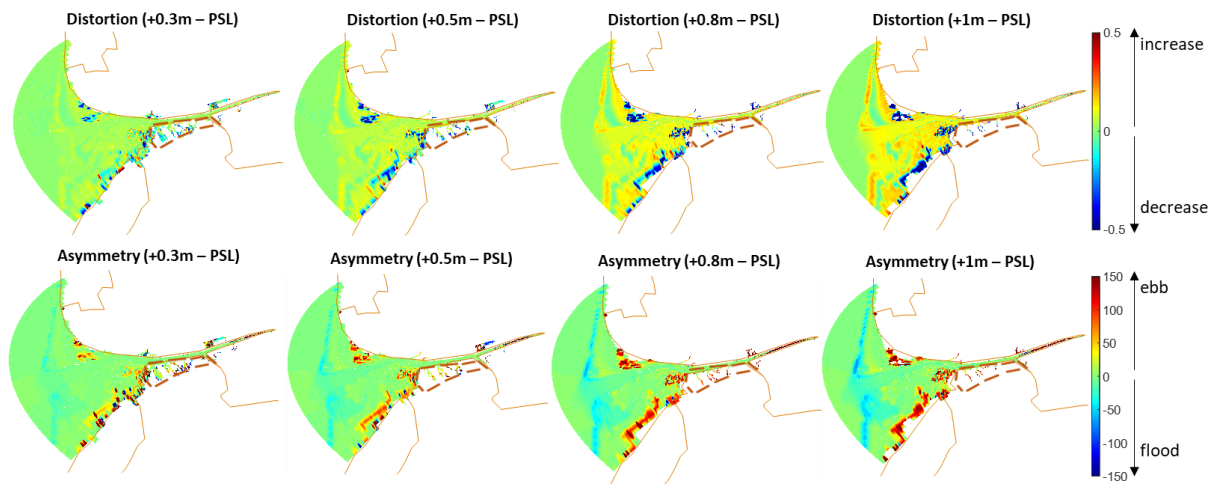 Distortion (+0.3m – PSL)
Distortion (+0.5m – PSL)
Distortion (+0.8m – PSL)
Distortion (+1m – PSL)
0.5
increase
0
decrease
-0.5
Asymmetry (+0.3m – PSL)
Asymmetry (+0.5m – PSL)
Asymmetry (+0.8m – PSL)
Asymmetry (+1m – PSL)
150
ebb
100
50
0
-50
-100
flood
-150